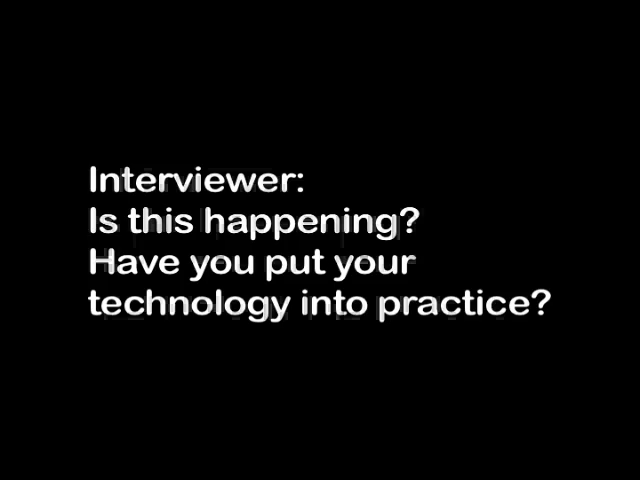 Interviewer:
Is this happening?
Have you put your
technology into practice?